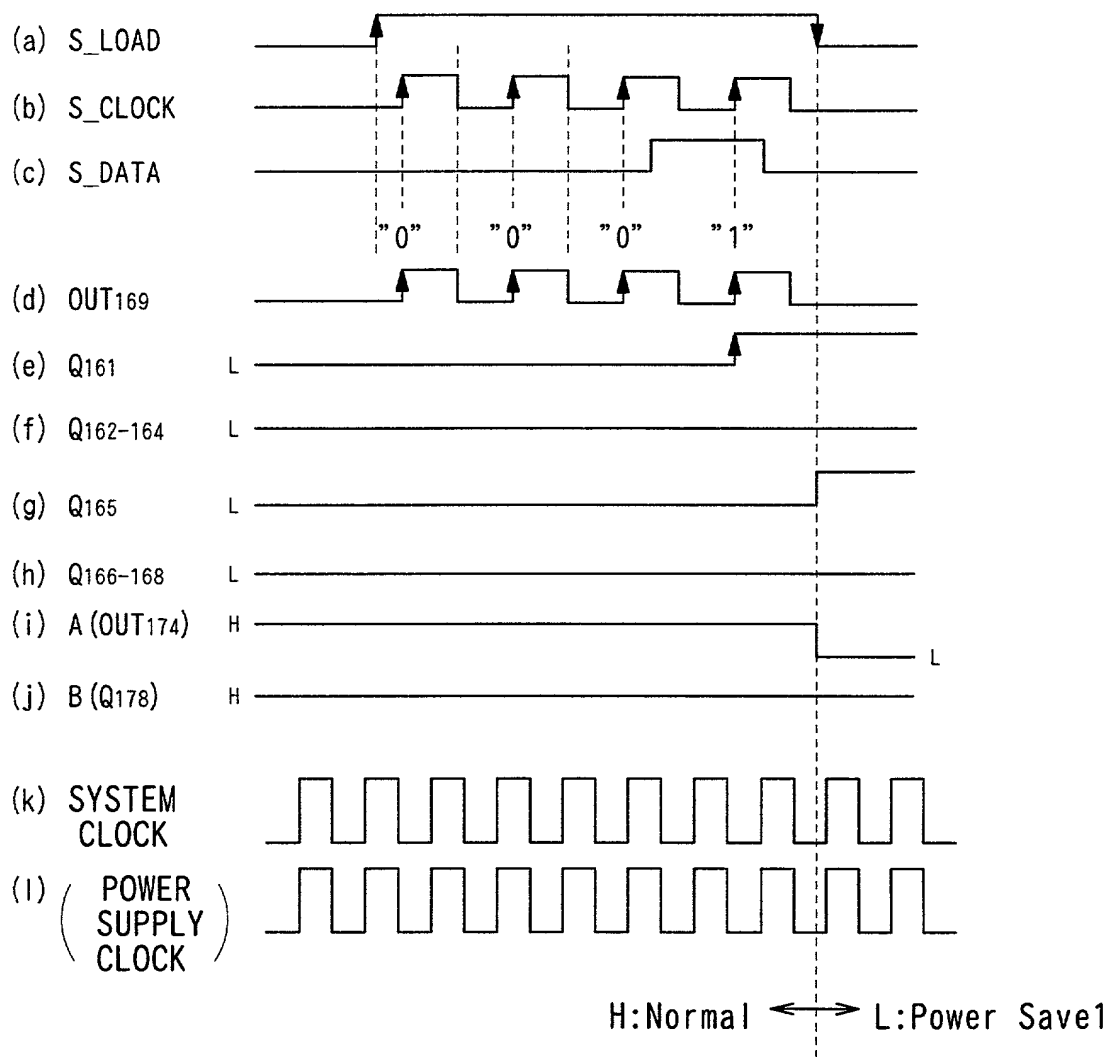 (a) S_LOAD
(b) S_CLOCK
(c) S_DATA
"0" "0" "0" "1"
(d) OUT169
(e) Q161 L
(f) Q162-164 L
(g) Q165 L
(h) Q166-168 L
(i) A(OUT174) H L
(j) B(Q178) H
(k) SYSTEM
CLOCK
(l) ( POWER
SUPPLY
CLOCK )
H:Normal ↔ L:Power Save1